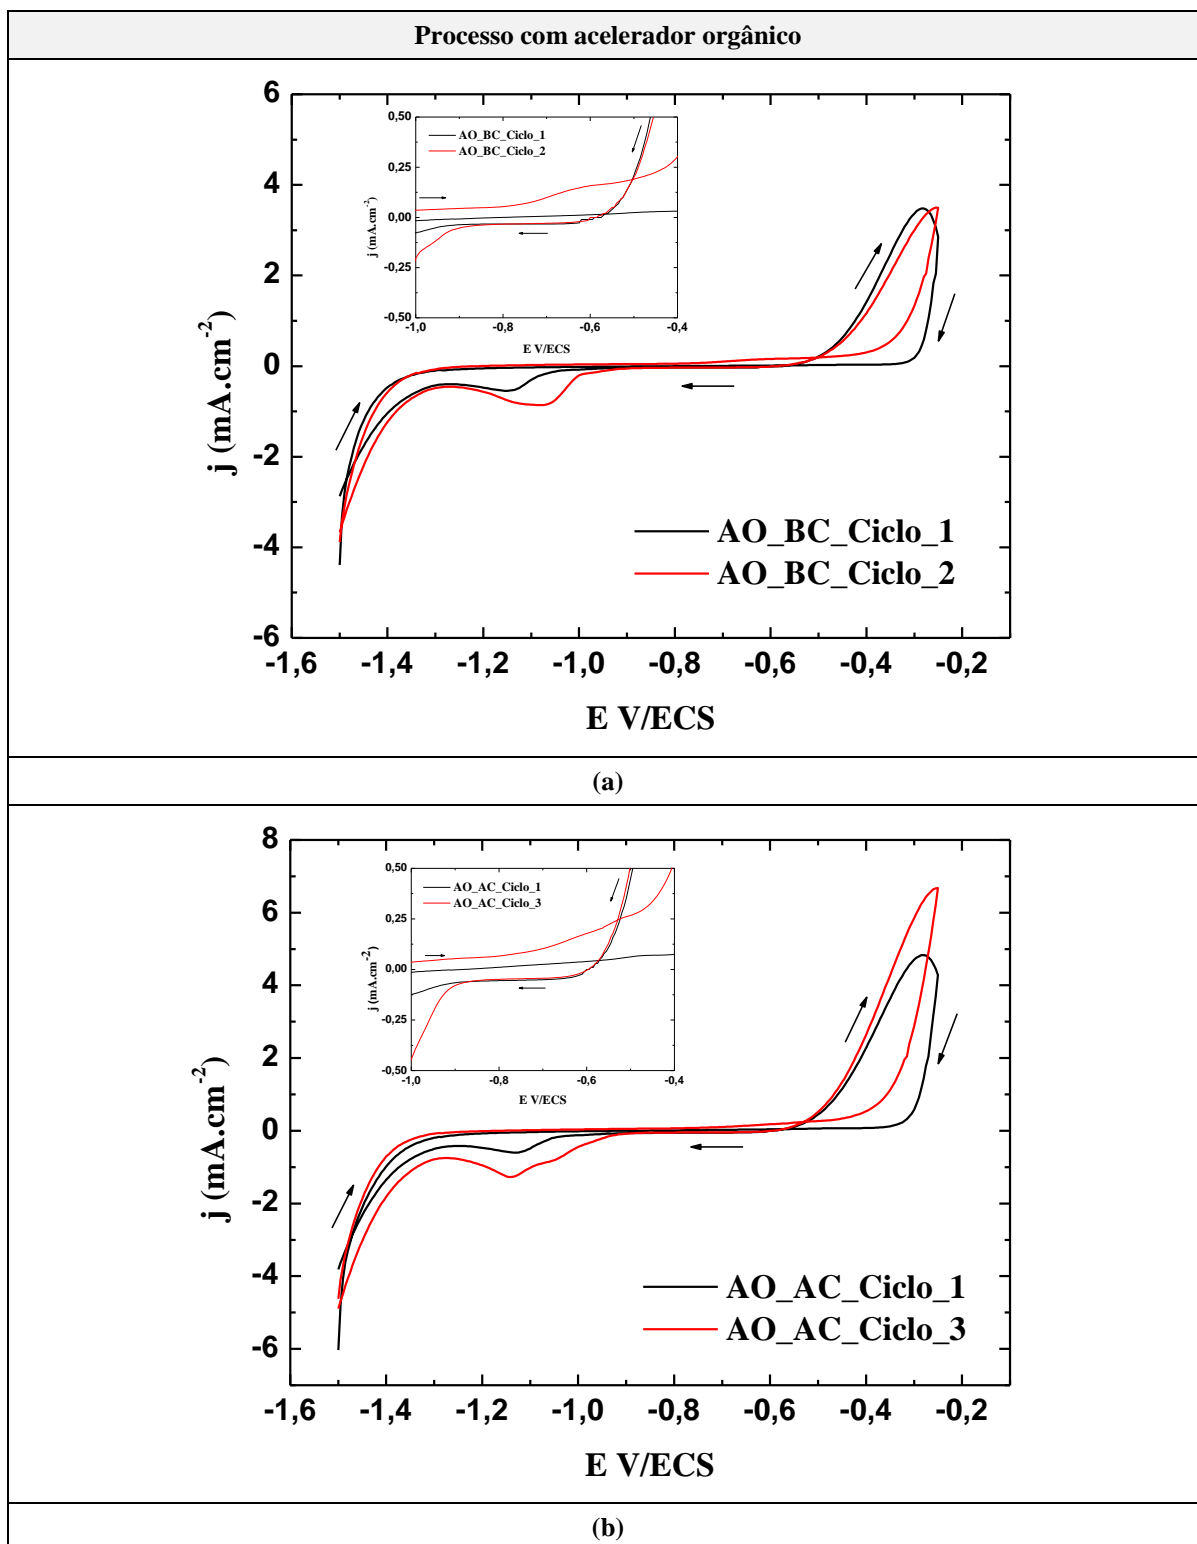 Processo com acelerador orgânico
6
4
2
0
-2
-4
-6
j (mA.cm-2)
0,50
0,25
0,00
-0,25
-0,50
j (mA.cm-2)
AO_BC_Ciclo_1
AO_BC_Ciclo_2
-1,0 -0,8 -0,6 -0,4
E V/ECS
AO_BC_Ciclo_1
AO_BC_Ciclo_2
-1,6 -1,4 -1,2 -1,0 -0,8 -0,6 -0,4 -0,2
E V/ECS
(a)
8
6
4
2
0
-2
-4
-6
j (mA.cm-2)
0,50
0,25
0,00
-0,25
-0,50
j (mA.cm-2)
AO_AC_Ciclo_1
AO_AC_Ciclo_3
-1,0 -0,8 -0,6 -0,4
E V/ECS
AO_AC_Ciclo_1
AO_AC_Ciclo_3
-1,6 -1,4 -1,2 -1,0 -0,8 -0,6 -0,4 -0,2
E V/ECS
(b)